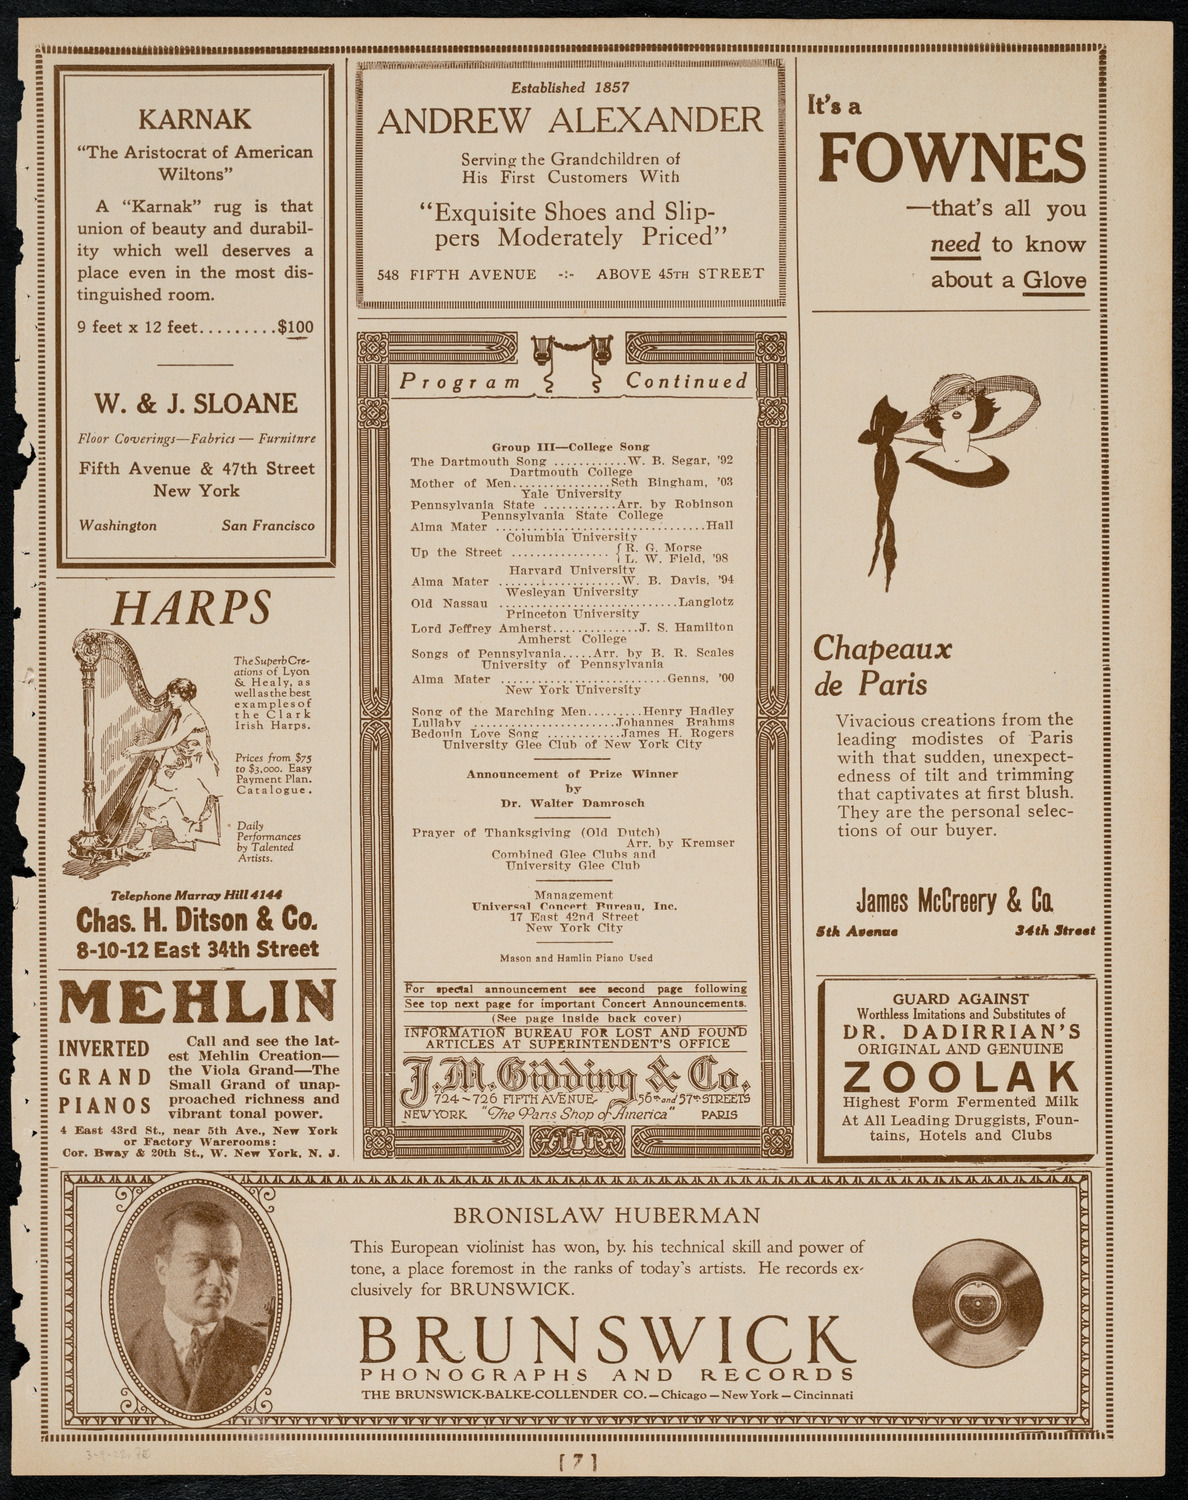 KARNAK
“The Aristocrat of American
Wiltons”
A “Karnak” rug is that
union of beauty and durabil-
ity which well deserves a
place even in the most dis-
tinguished room.
9 feet x 12 feet.........$100
W. & J. SLOANE
Floor Coverings—Fabrics — Furnitnre
Fifth Avenue & 47th Street
New York
Washington San Francisco
HARPS
The Superb Cre-
ations of Lyon
& Healy, as
well as the best
examples of
the Clark
Irish Harps.
Prices from $75
to $3,000. Easy
Payment Plan.
Catalogue.
Daily
Performances
by Talented
Artists.
Telephone Murray Hill 4144
Chas. H. Ditson & Co.
8-10-12 East 34th Street
MEHLIN
INVERTED
GRAND
PIANOS
Call and see the lat-
est Mehlin Creation—
the Viola Grand—The
Small Grand of unap-
proached richness and
vibrant tonal power.
4 East 43rd St., near 5th Ave., New York
or Factory Warerooms:
Cor. Bway & 20th St., W. New York, N. J.
Established 1857
ANDREW ALEXANDER
Serving the Grandchildren of
His First Customers With
“Exquisite Shoes and Slip-
pers Moderately Priced”
548 FIFTH AVENUE -:- ABOVE 45TH STREET
Program Continued
Group III—College Song
The Dartmouth Song ............W. B. Segar, '92
Dartmouth College
Mother of Men...............Seth Bingham, '03
Yale University
Pennsylvania State ............Arr. by Robinson
Pennsylvania State College
Alma Mater ..................................Hall
Columbia University
Up the Street ................ { R. G. Morse
{ L. W. Field, '98
Harvard University
Alma Mater .....................W. B. Davis, '94
Wesleyan University
Old Nassau .............................Langlotz
Princeton University
Lord Jeffrey Amherst.............J. S. Hamilton
Amherst College
Songs of Pennsylvania.....Arr. by B. R. Scales
University of Pennsylvania
Alma Mater ...........................Genns, '00
New York University
Song of the Marching Men........Henry Hadley
Lullaby .......................Johannes Brahms
Bedouin Love Song ............James H. Rogers
University Glee Club of New York City
Announcement of Prize Winner
by
Dr. Walter Damrosch
Prayer of Thanksgiving (Old Dutch)
Arr. by Kremser
Combined Glee Clubs and
University Glee Club
Management
Universal Concert Bureau, Inc.
17 East 42nd Street
New York City
Mason and Hamlin Piano Used
For special announcement see second page following
See top next page for important Concert Announcements.
(See page inside back cover)
INFORMATION BUREAU FOR LOST AND FOUND
ARTICLES AT SUPERINTENDENT'S OFFICE
J.M. Gidding & Co.
724-726 FIFTH AVENUE- 56th and 57th STREETS
NEW YORK "The Paris Shop of America" PARIS
It's a
FOWNES
—that's all you
need to know
about a Glove
Chapeaux
de Paris
Vivacious creations from the
leading modistes of Paris
with that sudden, unexpect-
edness of tilt and trimming
that captivates at first blush.
They are the personal selec-
tions of our buyer.
James McCreery & Co.
5th Avenue 34th Street
GUARD AGAINST
Worthless Imitations and Substitutes of
DR. DADIRRIAN'S
ORIGINAL AND GENUINE
ZOOLAK
Highest Form Fermented Milk
At All Leading Druggists, Foun-
tains, Hotels and Clubs
BRONISLAW HUBERMAN
This European violinist has won, by. his technical skill and power of
tone, a place foremost in the ranks of today's artists. He records ex-
clusively for BRUNSWICK.
BRUNSWICK
PHONOGRAPHS AND RECORDS
THE BRUNSWICK-BALKE-COLLENDER CO.—Chicago—New York—Cincinnati
[ 7 ]